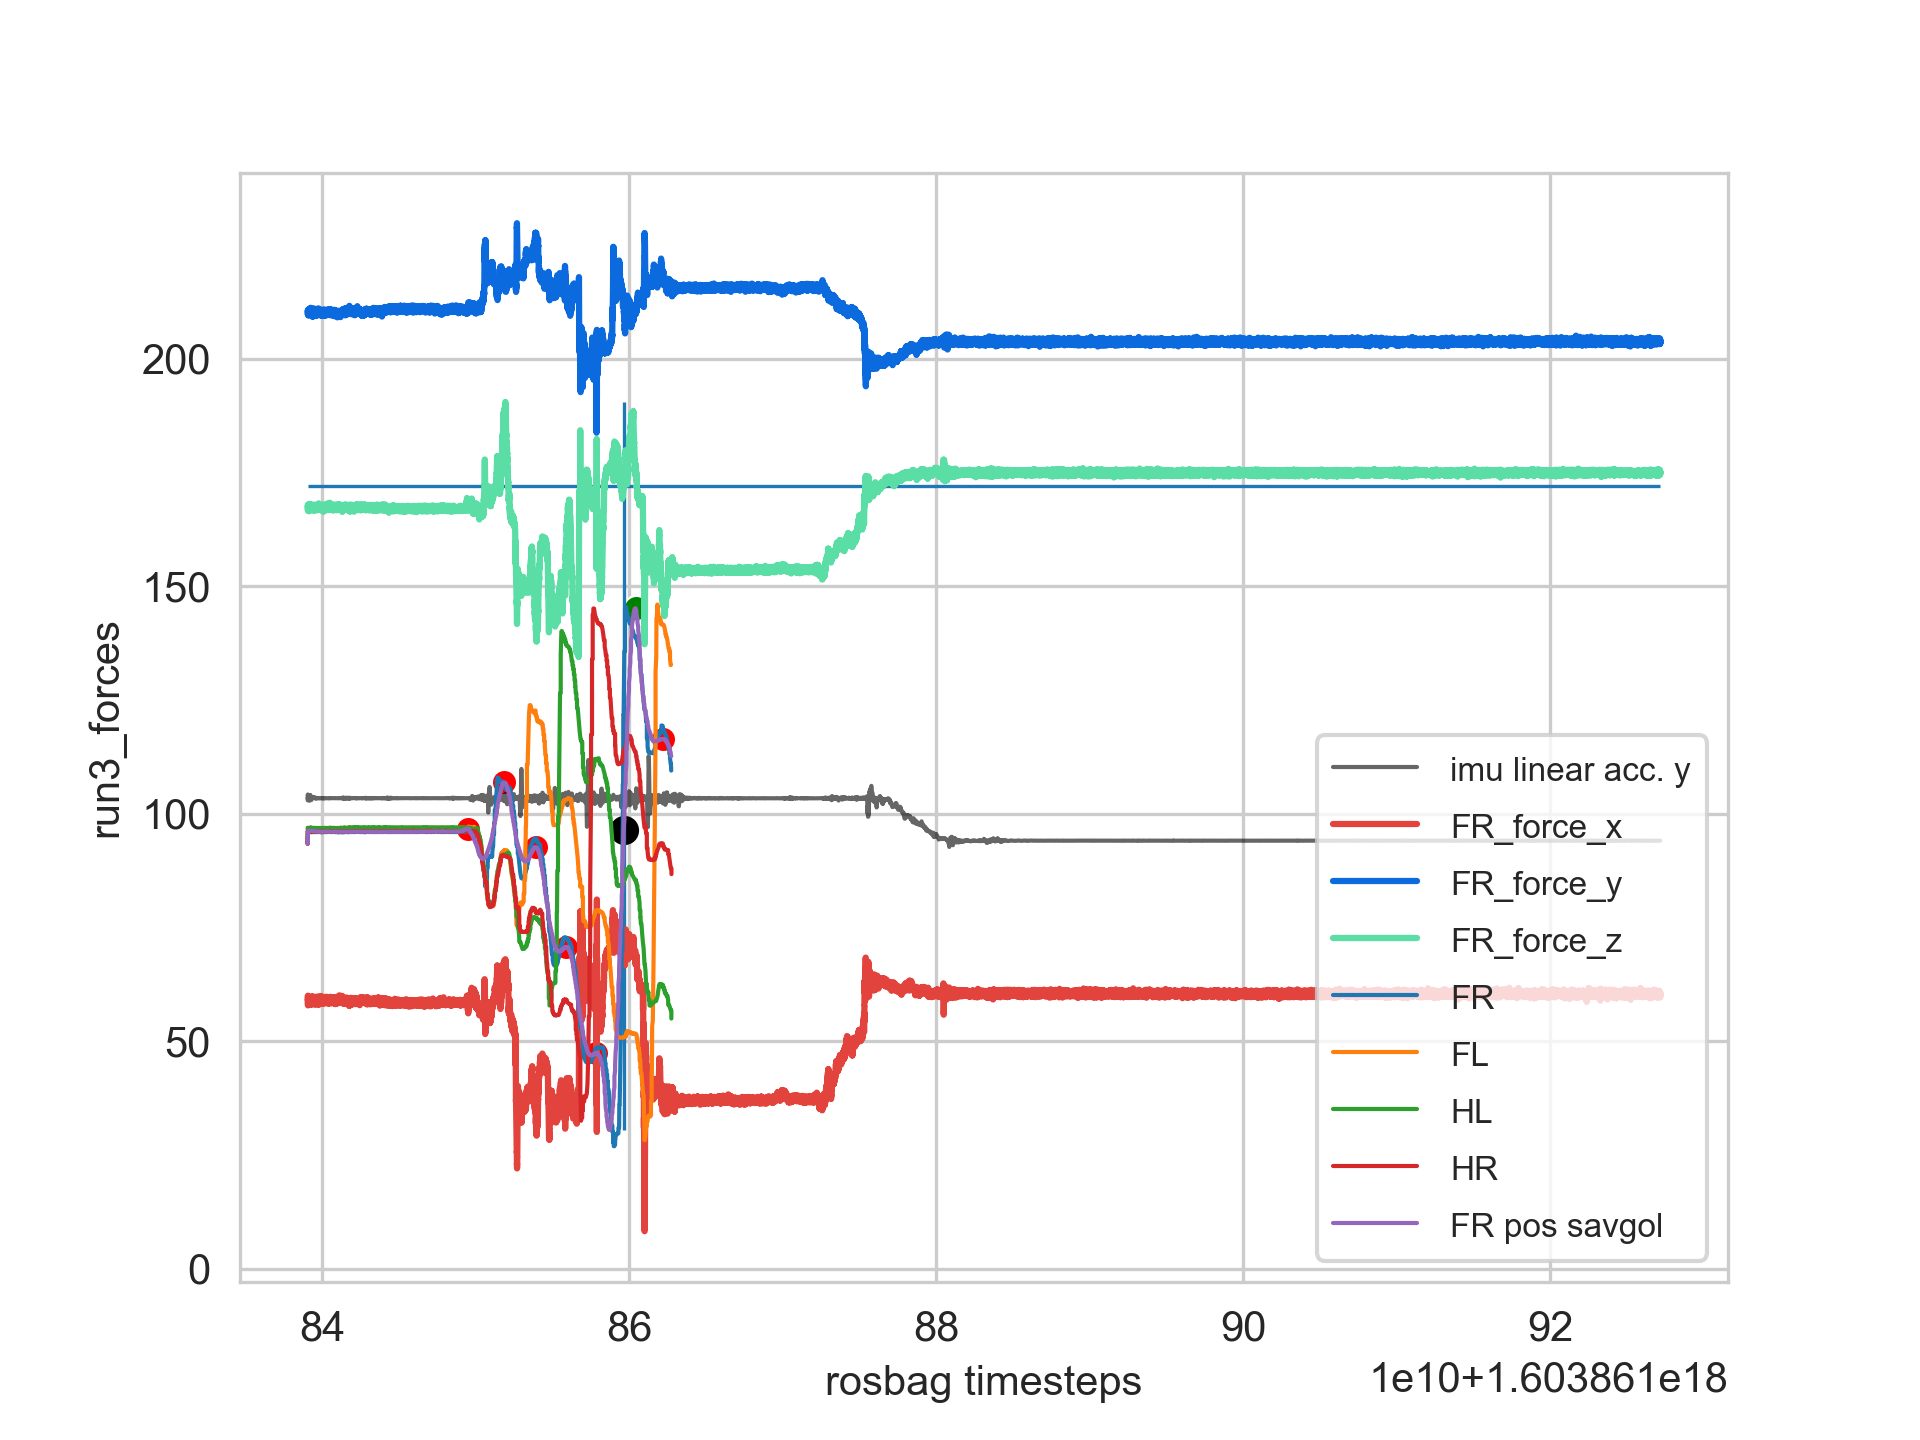 run3_forces
200
150
100
50
0
84
86
88
90
92
rosbag timesteps
1e10+1.603861e18
imu linear acc. y
FR_force_x
FR_force_y
FR_force_z
FR
FL
HL
HR
FR pos savgol